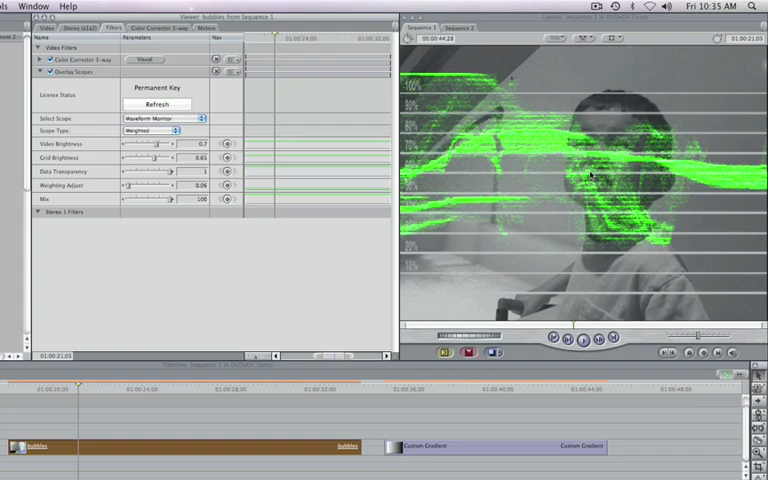 ols Window Help
Fri 10:35 AM
Viewer: bubbles from Sequence 1
Canvas: Sequence 1 in DVDxDV Demo
Video Stereo (a1a2) Filters Color Corrector 3-way Motion
Sequence 1 Sequence 2
Name Parameters Nav 01:00:24;00 01:00:32;00
00:00:44;28
01:00:21;05
Video Filters
Color Corrector 3-way Visual
Overlay Scopes
License Status Permanent Key
Refresh
Select Scope: Waveform Monitor
Scope Type: Weighted
Video Brightness 0.7
Grid Brightness 0.65
Data Transparency 1
Weighting Adjust 0.06
Mix 100
Stereo 1 Filters
100%
90%
80%
70%
20%
10%
01:00:21;05
Timeline: Sequence 1 in DVDxDV Demo
01:00:20;00 01:00:24;00 01:00:28;00 01:00:32;00 01:00:36;00 01:00:40;00 01:00:44;00 01:00:48;00
bubbles bubbles Custom Gradient Custom Gradient